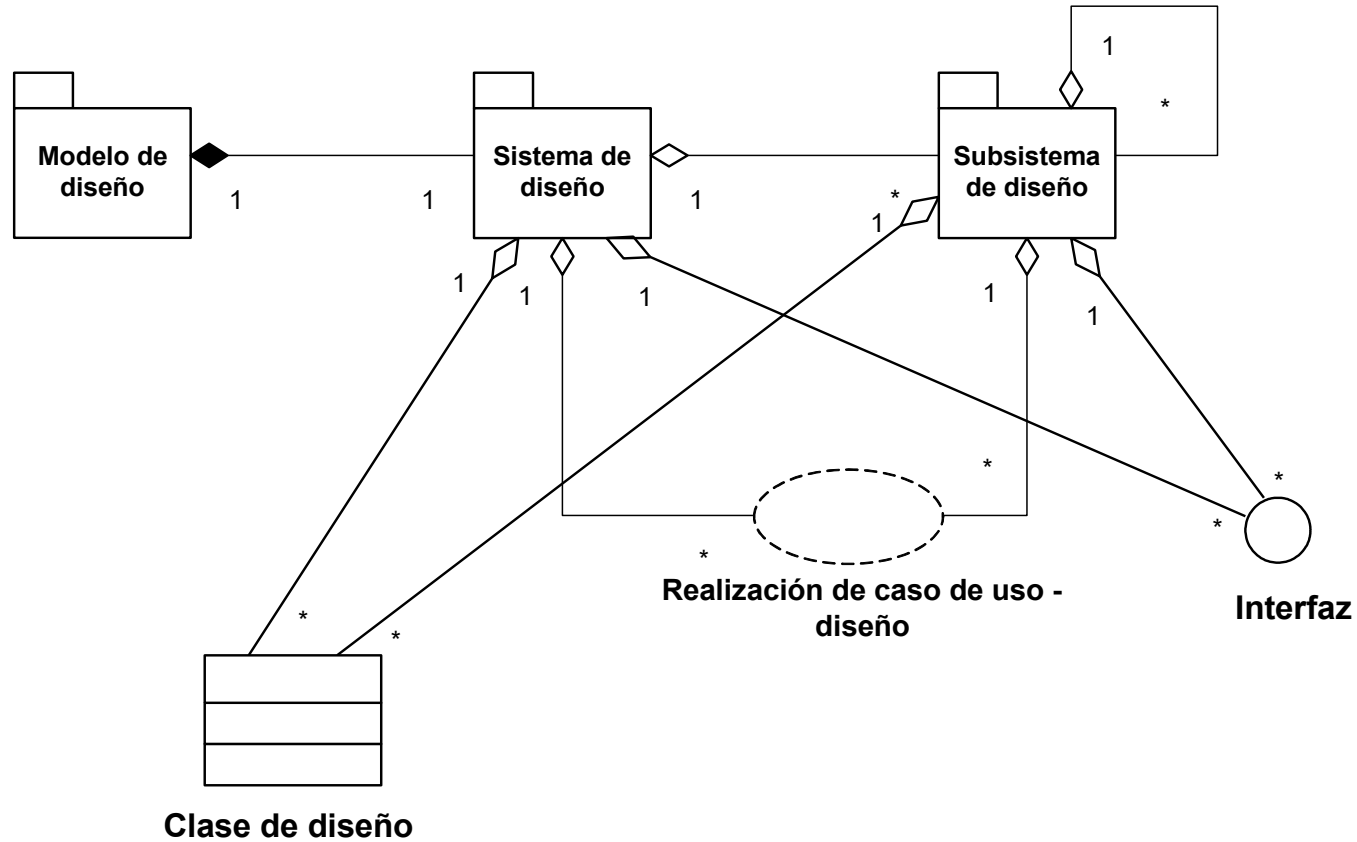 1
*
Modelo de
diseño
Sistema de
diseño
Subsistema
de diseño
1
1
1
*
1
1
1
1
1
1
*
*
*
*
Realización de caso de uso -
diseño
Interfaz
*
*
Clase de diseño